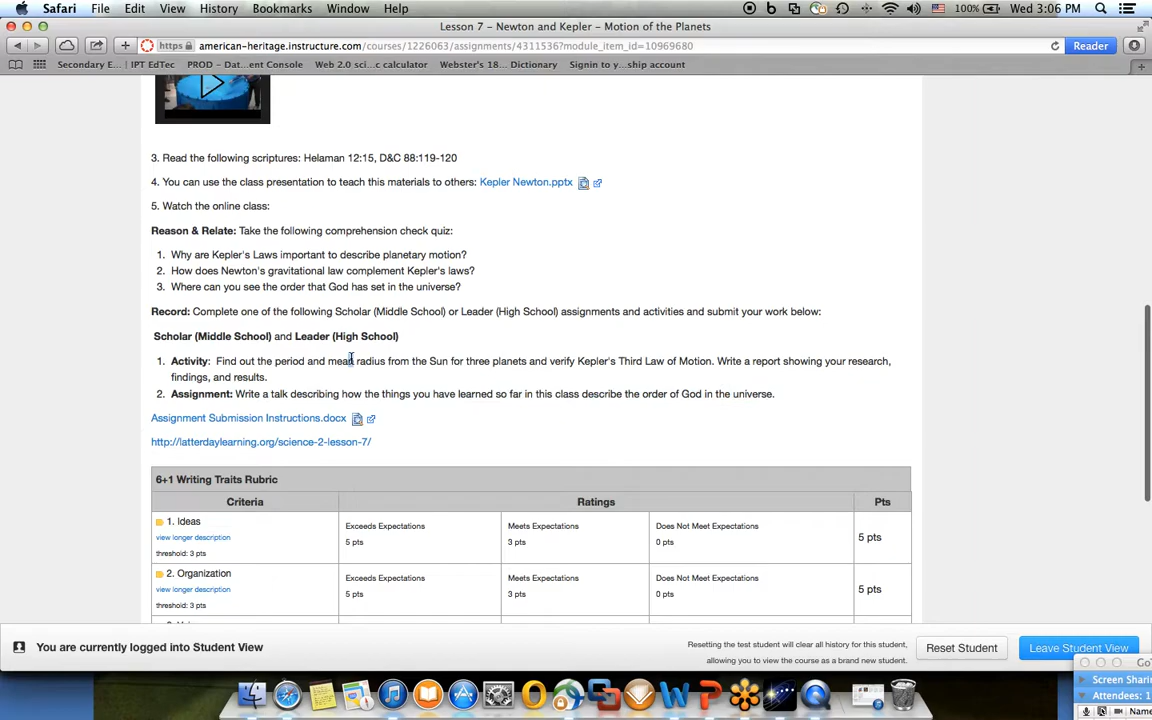 Safari File Edit View History Bookmarks Window Help 100% Wed 3:06 PM
Lesson 7 – Newton and Kepler – Motion of the Planets
https american-heritage.instructure.com/courses/1226063/assignments/4311536?module_item_id=10969680 Reader
Secondary E... | IPT EdTec PROD – Dat...ent Console Web 2.0 sci...c calculator Webster's 18... Dictionary Signin to y...ship account
3. Read the following scriptures: Helaman 12:15, D&C 88:119-120
4. You can use the class presentation to teach this materials to others: Kepler Newton.pptx
5. Watch the online class:
Reason & Relate: Take the following comprehension check quiz:
1. Why are Kepler's Laws important to describe planetary motion?
2. How does Newton's gravitational law complement Kepler's laws?
3. Where can you see the order that God has set in the universe?
Record: Complete one of the following Scholar (Middle School) or Leader (High School) assignments and activities and submit your work below:
Scholar (Middle School) and Leader (High School)
1. Activity: Find out the period and mean radius from the Sun for three planets and verify Kepler's Third Law of Motion. Write a report showing your research,
findings, and results.
2. Assignment: Write a talk describing how the things you have learned so far in this class describe the order of God in the universe.
Assignment Submission Instructions.docx
http://latterdaylearning.org/science-2-lesson-7/
6+1 Writing Traits Rubric
Criteria Ratings Pts
1. Ideas
view longer description
threshold: 3 pts
Exceeds Expectations
5 pts
Meets Expectations
3 pts
Does Not Meet Expectations
0 pts
5 pts
2. Organization
view longer description
threshold: 3 pts
Exceeds Expectations
5 pts
Meets Expectations
3 pts
Does Not Meet Expectations
0 pts
5 pts
You are currently logged into Student View
Resetting the test student will clear all history for this student,
allowing you to view the course as a brand new student.
Reset Student
Leave Student View
Screen Sharin
Attendees: 1
Name